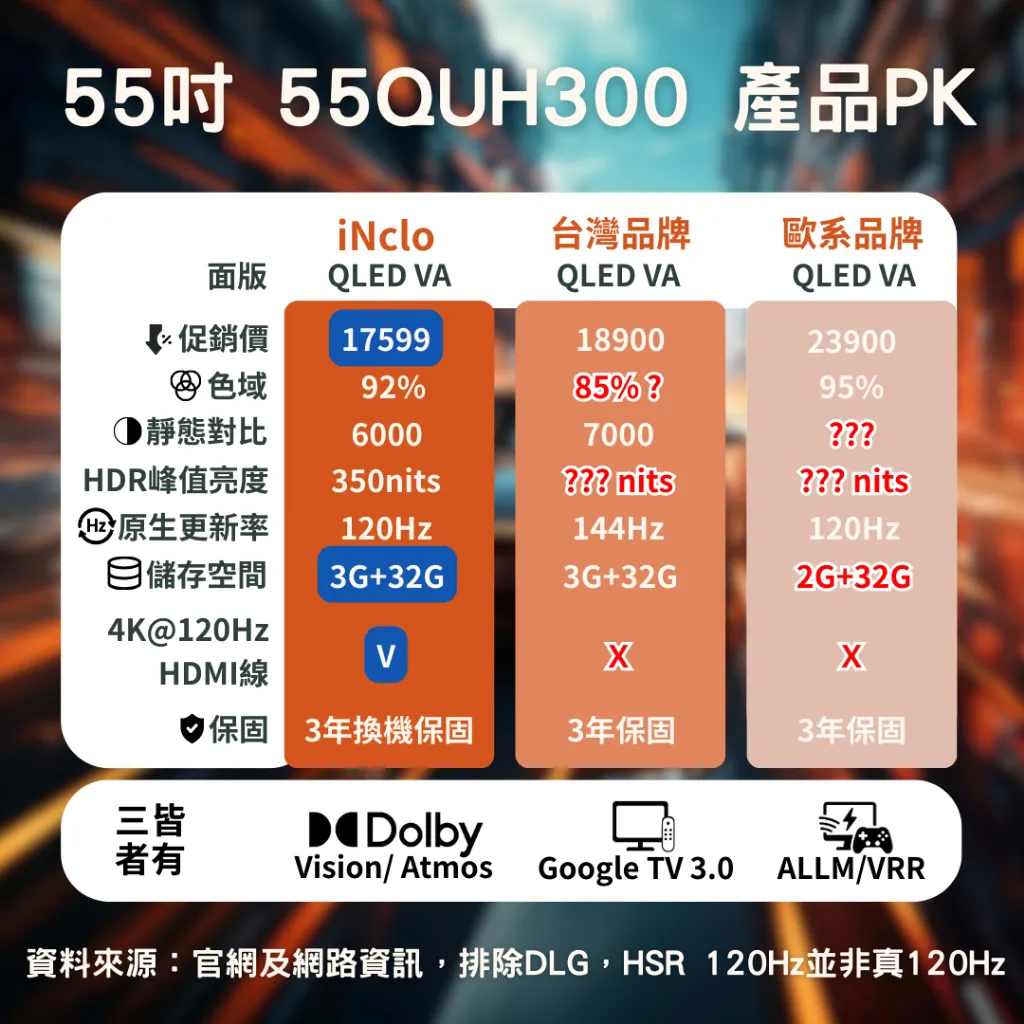 55吋 55QUH300 產品PK
iNclo 台灣品牌 歐系品牌
面版 QLED VA QLED VA QLED VA
促銷價 17599 18900 23900
色域 92% 85%? 95%
靜態對比 6000 7000 ???
HDR峰值亮度 350nits ??? nits ??? nits
Hz 原生更新率 120Hz 144Hz 120Hz
儲存空間 3G+32G 3G+32G 2G+32G
4K@120Hz
HDMI線 V X X
保固 3年換機保固 3年保固 3年保固
三皆
者有
Dolby
Vision/ Atmos Google TV 3.0 ALLM/VRR
資料來源：官網及網路資訊，排除DLG，HSR 120Hz並非真120Hz